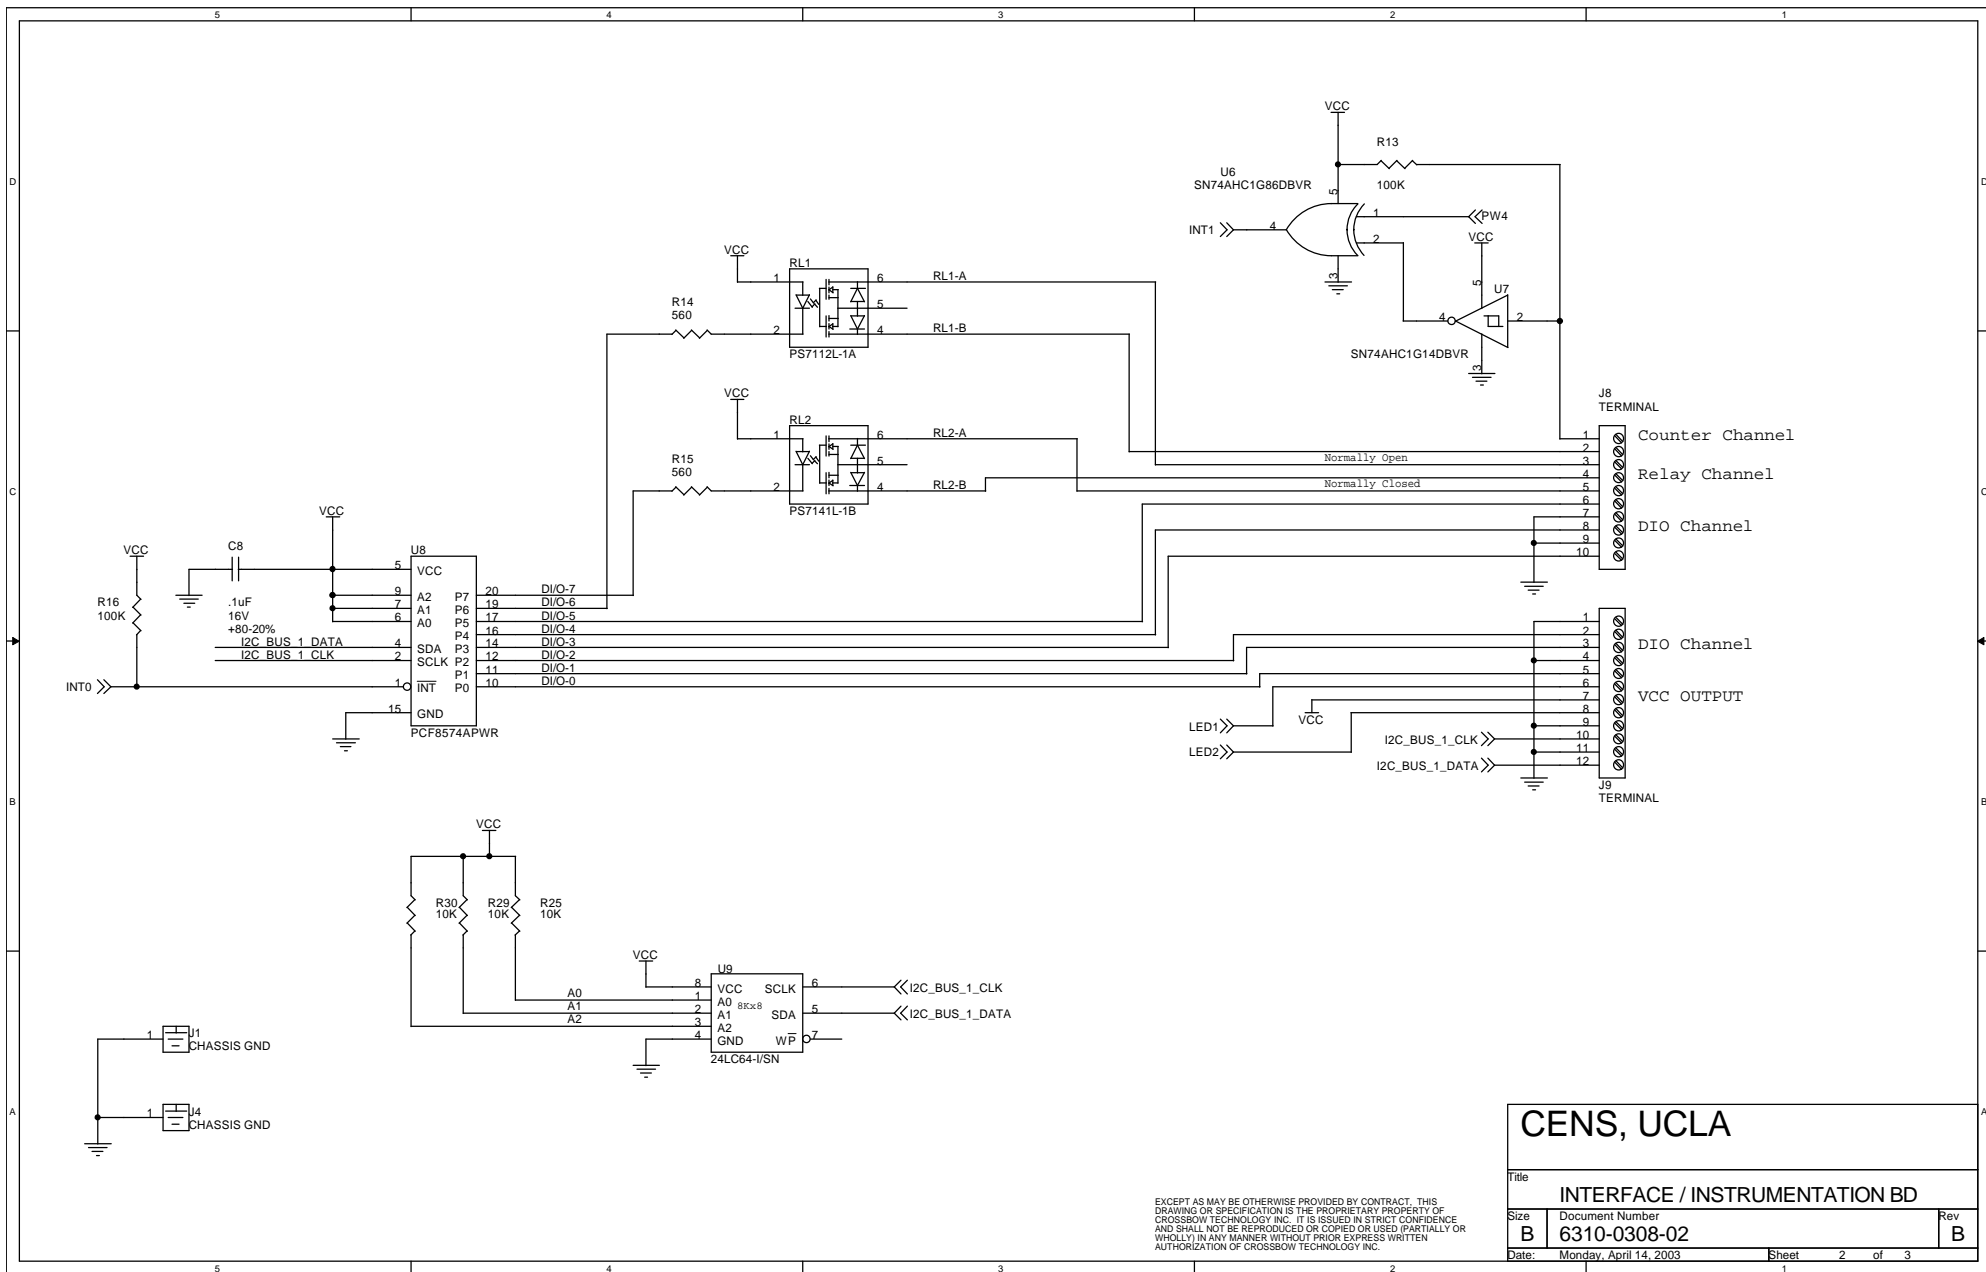 5
4
3
2
1
D
D
C
C
B
B
A
A
VCC
R13
100K
U6
SN74AHC1G86DBVR
5
1
2
3
4
INT1
PW4
VCC
5
U7
4
2
3
SN74AHC1G14DBVR
VCC
RL1
1
2
6
5
4
RL1-A
RL1-B
PS7112L-1A
R14
560
VCC
RL2
1
2
6
5
4
RL2-A
RL2-B
PS7141L-1B
R15
560
Normally Open
Normally Closed
J8
TERMINAL
1
2
3
4
5
6
7
8
9
10
Counter Channel
Relay Channel
DIO Channel
VCC
VCC
C8
.1uF
16V
+80-20%
R16
100K
I2C_BUS_1_DATA
I2C_BUS_1_CLK
INT0
U8
5 VCC
9 A2
7 A1
6 A0
4 SDA
2 SCLK
1 INT
15 GND
P7 20 DI/O-7
P6 19 DI/O-6
P5 17 DI/O-5
P4 16 DI/O-4
P3 14 DI/O-3
P2 12 DI/O-2
P1 11 DI/O-1
P0 10 DI/O-0
PCF8574APWR
1
2
3
4
5
6
7
8
9
10
11
12
DIO Channel
VCC OUTPUT
LED1
LED2
VCC
I2C_BUS_1_CLK
I2C_BUS_1_DATA
J9
TERMINAL
VCC
R30
10K
R29
10K
R25
10K
VCC
A0
A1
A2
U9
8 VCC
1 A0
2 A1
3 A2
4 GND
8Kx8
SCLK 6
SDA 5
WP 7
24LC64-I/SN
I2C_BUS_1_CLK
I2C_BUS_1_DATA
1
J1
CHASSIS GND
1
J4
CHASSIS GND
EXCEPT AS MAY BE OTHERWISE PROVIDED BY CONTRACT, THIS
DRAWING OR SPECIFICATION IS THE PROPRIETARY PROPERTY OF
CROSSBOW TECHNOLOGY INC. IT IS ISSUED IN STRICT CONFIDENCE
AND SHALL NOT BE REPRODUCED OR COPIED OR USED (PARTIALLY OR
WHOLLY) IN ANY MANNER WITHOUT PRIOR EXPRESS WRITTEN
AUTHORIZATION OF CROSSBOW TECHNOLOGY INC.
CENS, UCLA
Title
INTERFACE / INSTRUMENTATION BD
Size
B
Document Number
6310-0308-02
Rev
B
Date: Monday, April 14, 2003
Sheet 2 of 3
5
4
3
2
1